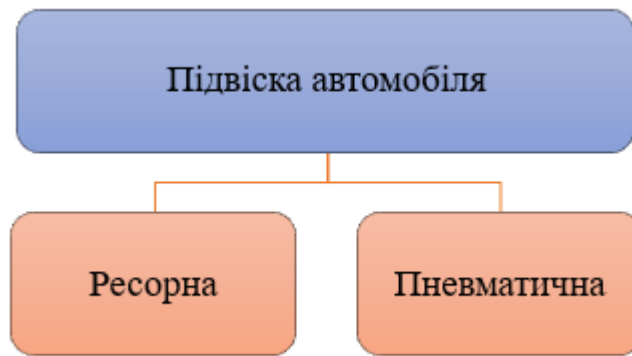 Підвіска автомобіля
Ресорна
Пневматична